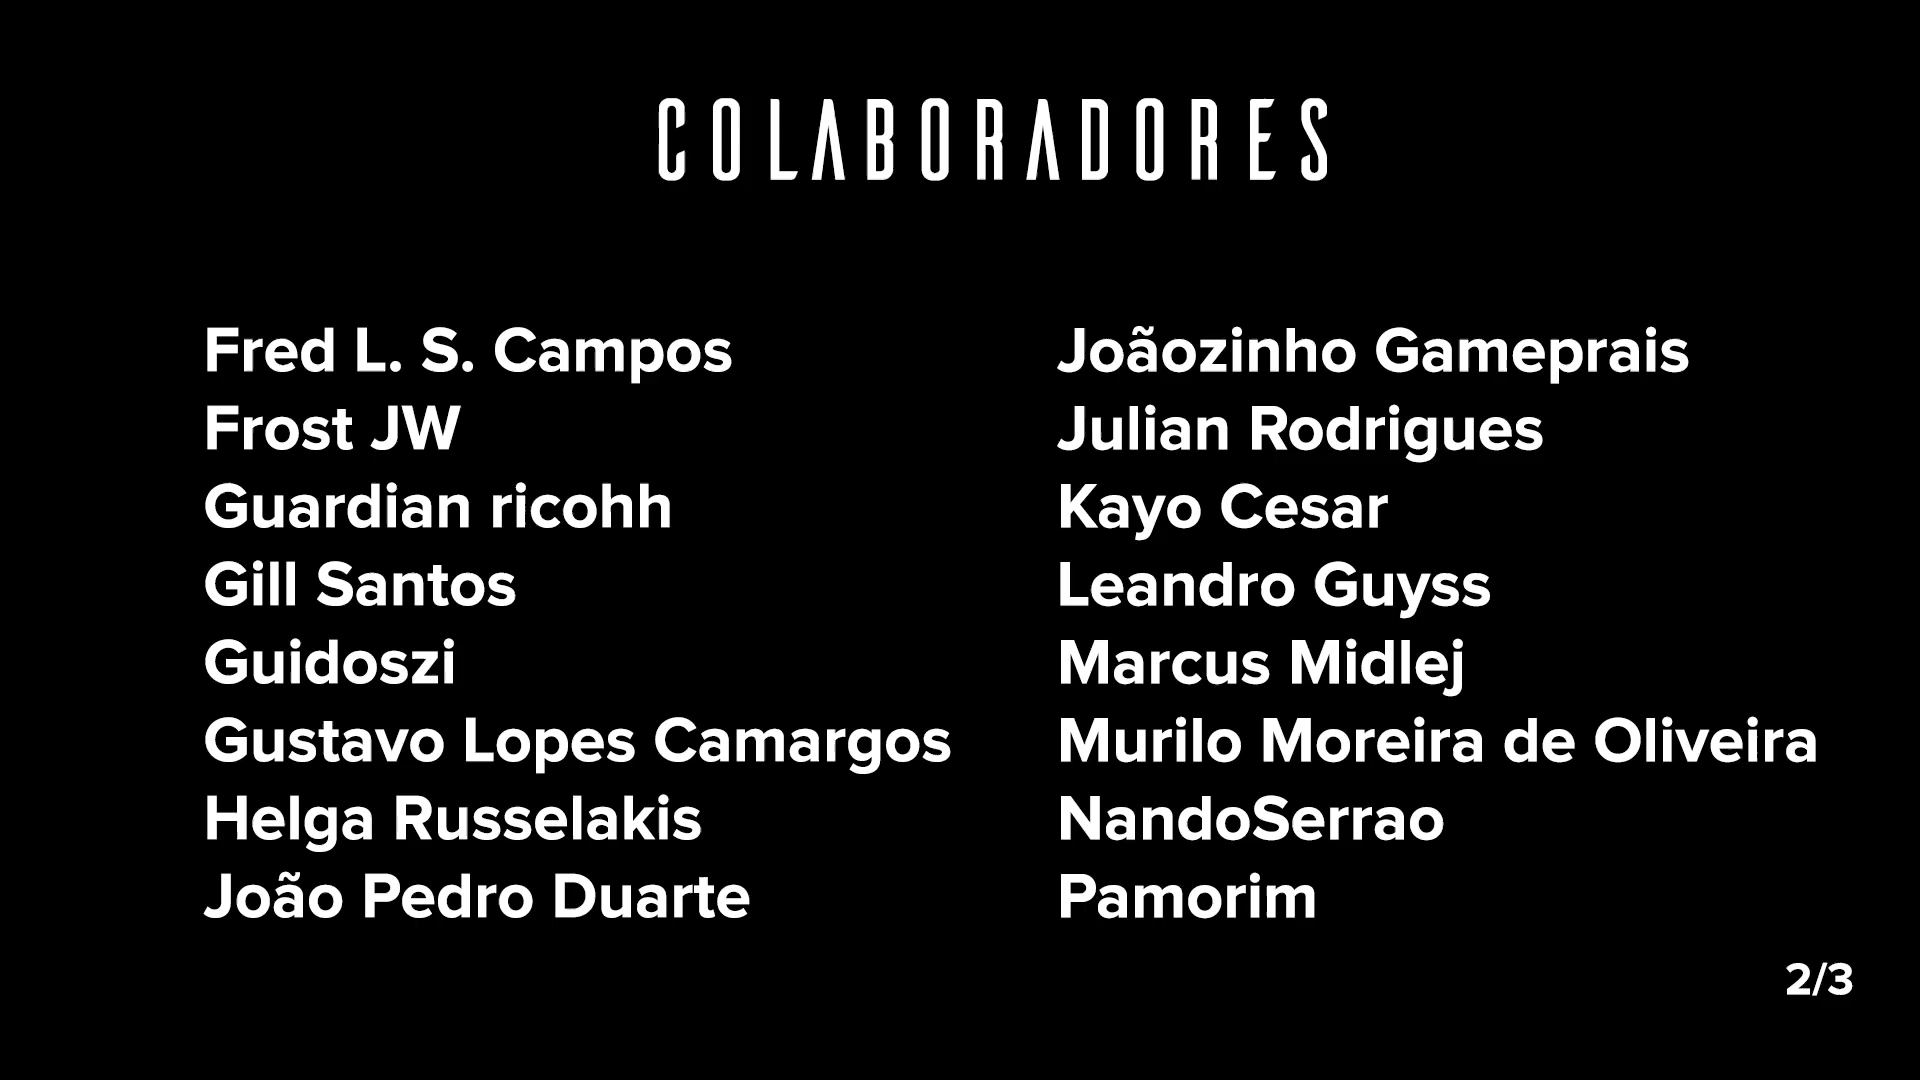 COLABORADORES
Fred L. S. Campos
Frost JW
Guardian ricohh
Gill Santos
Guidoszi
Gustavo Lopes Camargos
Helga Russelakis
João Pedro Duarte
Joãozinho Gameprais
Julian Rodrigues
Kayo Cesar
Leandro Guyss
Marcus Midlej
Murilo Moreira de Oliveira
NandoSerrao
Pamorim
2/3